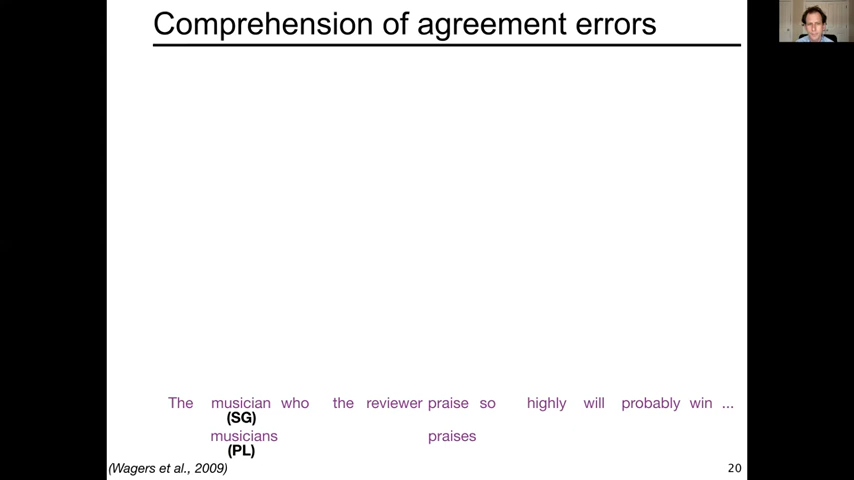 Comprehension of agreement errors
The musician who the reviewer praise so highly will probably win ...
(SG)
musicians praises
(PL)
(Wagers et al., 2009)
20